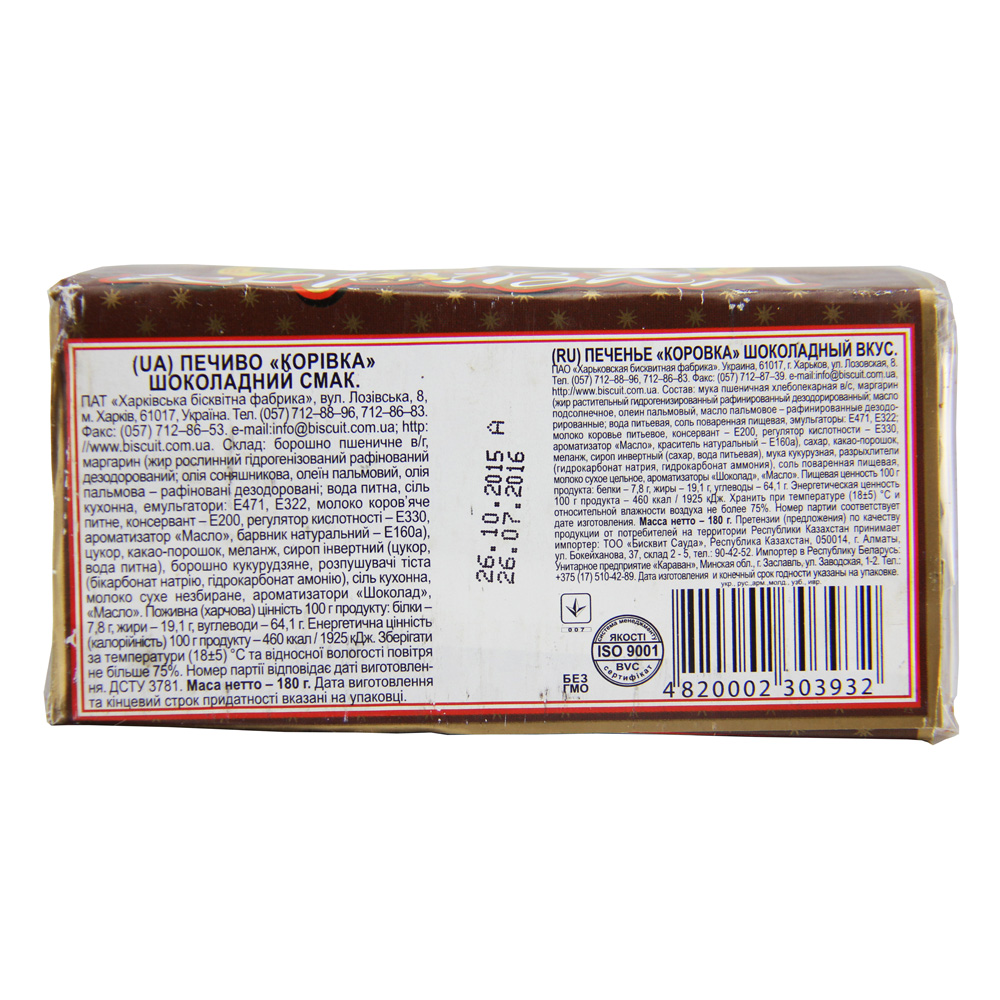 (UA) ПЕЧИВО «КОРІВКА»
ШОКОЛАДНИЙ СМАК.
ПАТ «Харківська бісквітна фабрика», вул. Лозівська, 8,
м. Харків, 61017, Україна. Тел. (057) 712–88–96, 712–86–83.
Факс: (057) 712–86–53. e-mail:info@biscuit.com.ua; http:
//www.biscuit.com.ua. Склад: борошно пшеничне в/г,
маргарин (жир рослинний гідрогенізований рафінований
дезодорований; олія соняшникова, олеїн пальмовий, олія
пальмова – рафіновані дезодоровані; вода питна, сіль
кухонна, емульгатори: Е471, Е322, молоко коров'яче
питне, консервант – Е200, регулятор кислотності – Е330,
ароматизатор «Масло», барвник натуральний – Е160а),
цукор, какао-порошок, меланж, сироп інвертний (цукор,
вода питна), борошно кукурудзяне, розпушувачі тіста
(бікарбонат натрію, гідрокарбонат амонію), сіль кухонна,
молоко сухе незбиране, ароматизатори «Шоколад»,
«Масло». Поживна (харчова) цінність 100 г продукту: білки –
7,8 г, жири – 19,1 г, вуглеводи – 64,1 г. Енергетична цінність
(калорійність) 100 г продукту – 460 ккал / 1925 кДж. Зберігати
за температури (18±5) °С та відносної вологості повітря
не більше 75%. Номер партії відповідає даті виготовлен-
ня. ДСТУ 3781. Маса нетто – 180 г. Дата виготовлення
та кінцевий строк придатності вказані на упаковці.
26.10.2015 А
26.07.2016
(RU) ПЕЧЕНЬЕ «КОРОВКА» ШОКОЛАДНЫЙ ВКУС.
ПАО «Харьковская бисквитная фабрика». Украина, 61017, г. Харьков, ул. Лозовская, 8.
Тел. (057) 712–88–96, 712–86–83. Факс: (057) 712–87–39. e-mail:info@biscuit.com.ua,
http://www.biscuit.com.ua. Состав: мука пшеничная хлебопекарная в/с, маргарин
(жир растительный гидрогенизированный рафинированный дезодорированный; масло
подсолнечное, олеин пальмовый, масло пальмовое – рафинированные дезодо-
рированные; вода питьевая, соль поваренная пищевая, эмульгаторы: Е471, Е322;
молоко коровье питьевое, консервант – Е200, регулятор кислотности – Е330,
ароматизатор «Масло», краситель натуральный – Е160а), сахар, какао-порошок,
меланж, сироп инвертный (сахар, вода питьевая), мука кукурузная, разрыхлители
(гидрокарбонат натрия, гидрокарбонат аммония), соль поваренная пищевая,
молоко сухое цельное, ароматизаторы «Шоколад», «Масло». Пищевая ценность 100 г
продукта: белки – 7,8 г, жиры – 19,1 г, углеводы – 64,1 г. Энергетическая ценность
100 г продукта – 460 ккал / 1925 кДж. Хранить при температуре (18±5) °С и
относительной влажности воздуха не более 75%. Номер партии соответствует
дате изготовления. Масса нетто – 180 г. Претензии (предложения) по качеству
продукции от потребителей на территории Республики Казахстан принимает
импортер: ТОО «Бисквит Сауда», Республика Казахстан, 050014, г. Алматы,
ул. Бокейханова, 37, склад 2 - 5, тел.: 90-42-52. Импортер в Республику Беларусь:
Унитарное предприятие «Караван», Минская обл., г. Заславль, ул. Заводская, 1-2. Тел.:
+375 (17) 510-42-89. Дата изготовления и конечный срок годности указаны на упаковке.
укр., рус.,арм.,молд., узб., ивр.
007
система менеджменту
ЯКОСТІ
ISO 9001
BVC
сертифікат
БЕЗ
ГМО
4 820002 303932